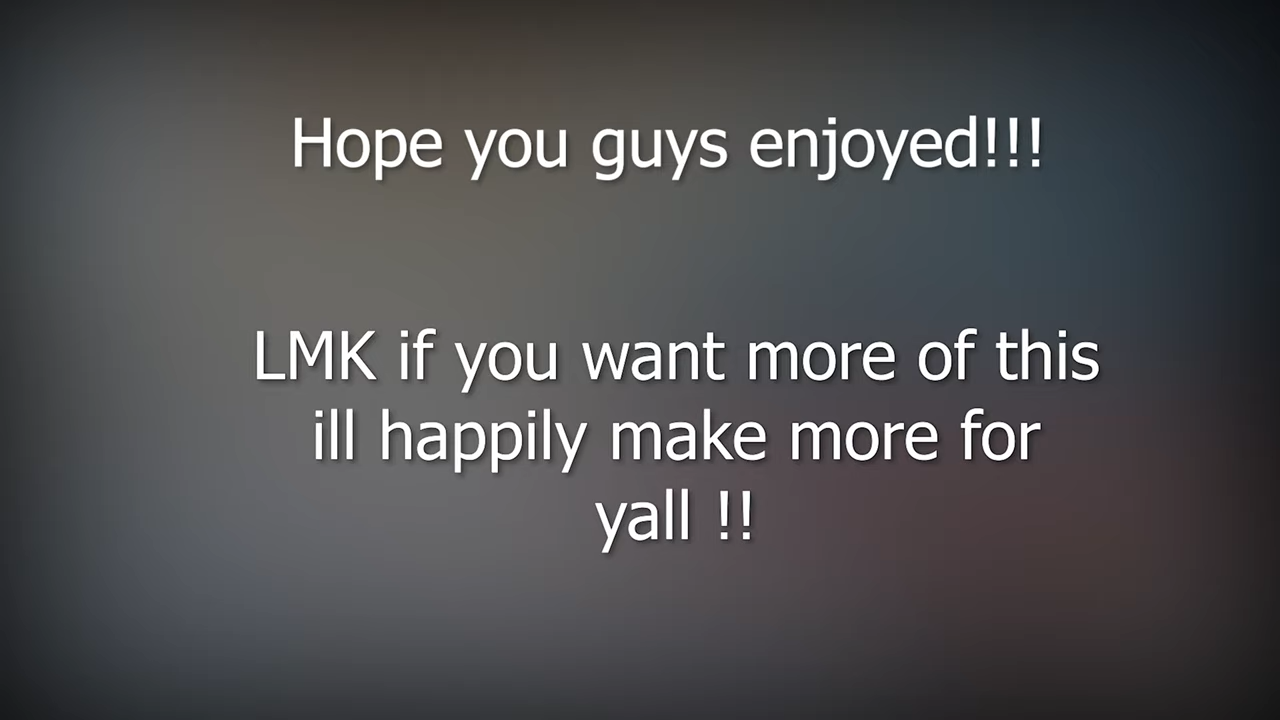 Hope you guys enjoyed!!!
LMK if you want more of this
ill happily make more for
yall !!